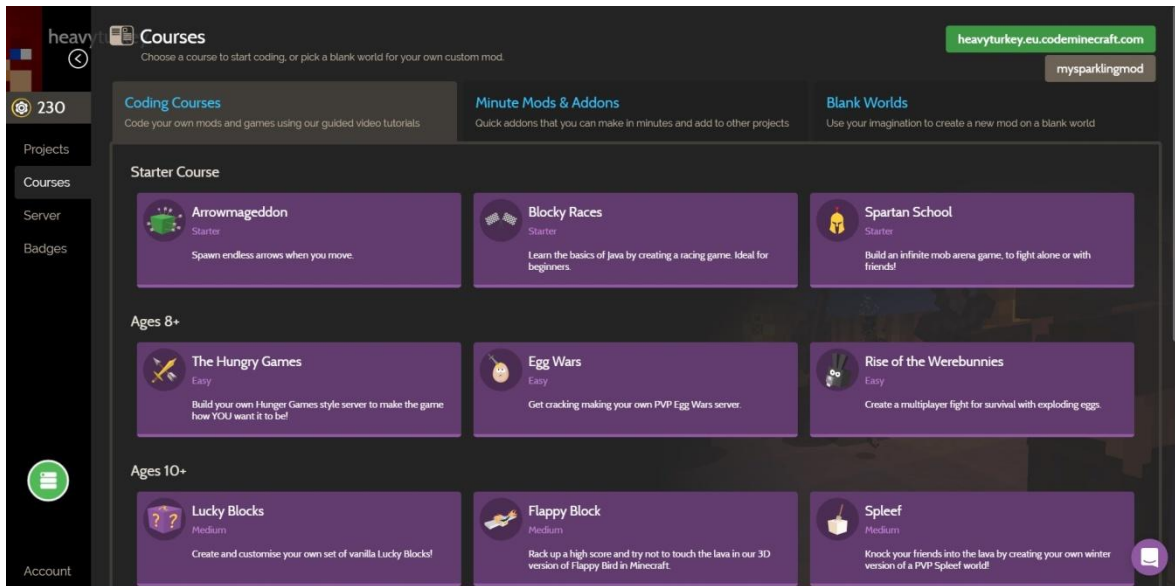 heavyturkey
Courses
Choose a course to start coding, or pick a blank world for your own custom mod.
heavyturkey.eu.codeminecraft.com
mysparklingmod
230
Projects
Courses
Server
Badges
Account
Coding Courses
Code your own mods and games using our guided video tutorials
Minute Mods & Addons
Quick addons that you can make in minutes and add to other projects
Blank Worlds
Use your imagination to create a new mod on a blank world
Starter Course
Arrowmageddon
Starter
Spawn endless arrows when you move.
Blocky Races
Starter
Learn the basics of Java by creating a racing game. Ideal for
beginners.
Spartan School
Starter
Build an infinite mob arena game, to fight alone or with
friends!
Ages 8+
The Hungry Games
Easy
Build your own Hunger Games style server to make the game
how YOU want it to be!
Egg Wars
Easy
Get cracking making your own PVP Egg Wars server.
Rise of the Werebunnies
Easy
Create a multiplayer fight for survival with exploding eggs.
Ages 10+
? ?
Lucky Blocks
Medium
Create and customise your own set of vanilla Lucky Blocks!
Flappy Block
Medium
Rack up a high score and try not to touch the lava in our 3D
version of Flappy Bird in Minecraft.
Spleef
Medium
Knock your friends into the lava by creating your own winter
version of a PVP Spleef world!